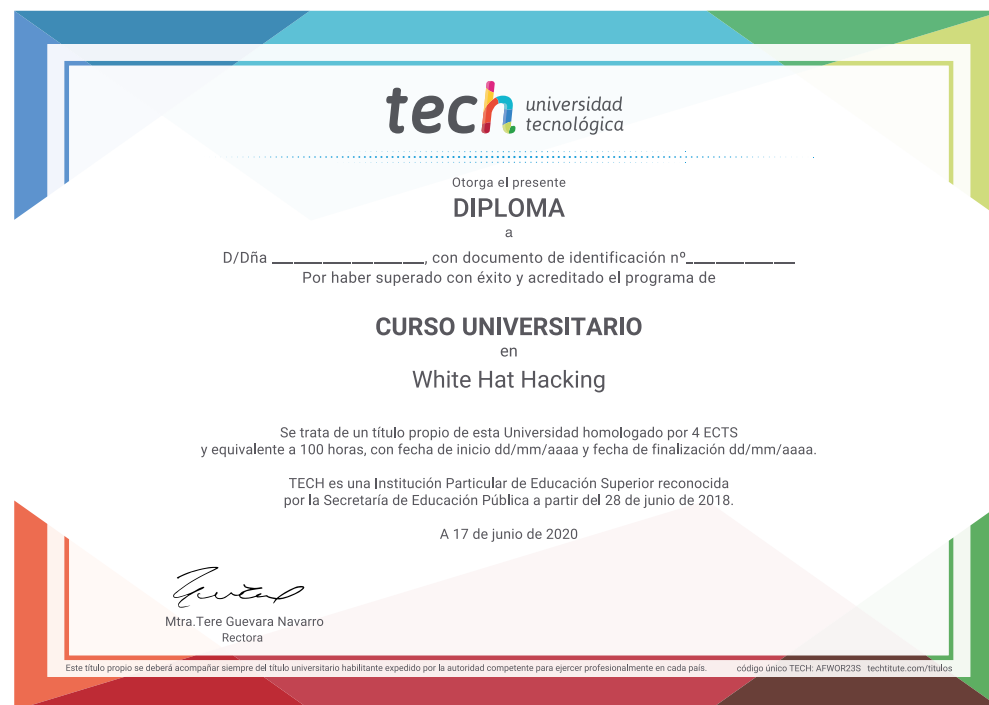 tech universidad
tecnológica
Otorga el presente
DIPLOMA
a
D/Dña ______________, con documento de identificación nº__________
Por haber superado con éxito y acreditado el programa de
CURSO UNIVERSITARIO
en
White Hat Hacking
Se trata de un título propio de esta Universidad homologado por 4 ECTS
y equivalente a 100 horas, con fecha de inicio dd/mm/aaaa y fecha de finalización dd/mm/aaaa.
TECH es una Institución Particular de Educación Superior reconocida
por la Secretaría de Educación Pública a partir del 28 de junio de 2018.
A 17 de junio de 2020
Mtra.Tere Guevara Navarro
Rectora
Este título propio se deberá acompañar siempre del título universitario habilitante expedido por la autoridad competente para ejercer profesionalmente en cada país. código único TECH: AFWOR23S techtitute.com/titulos